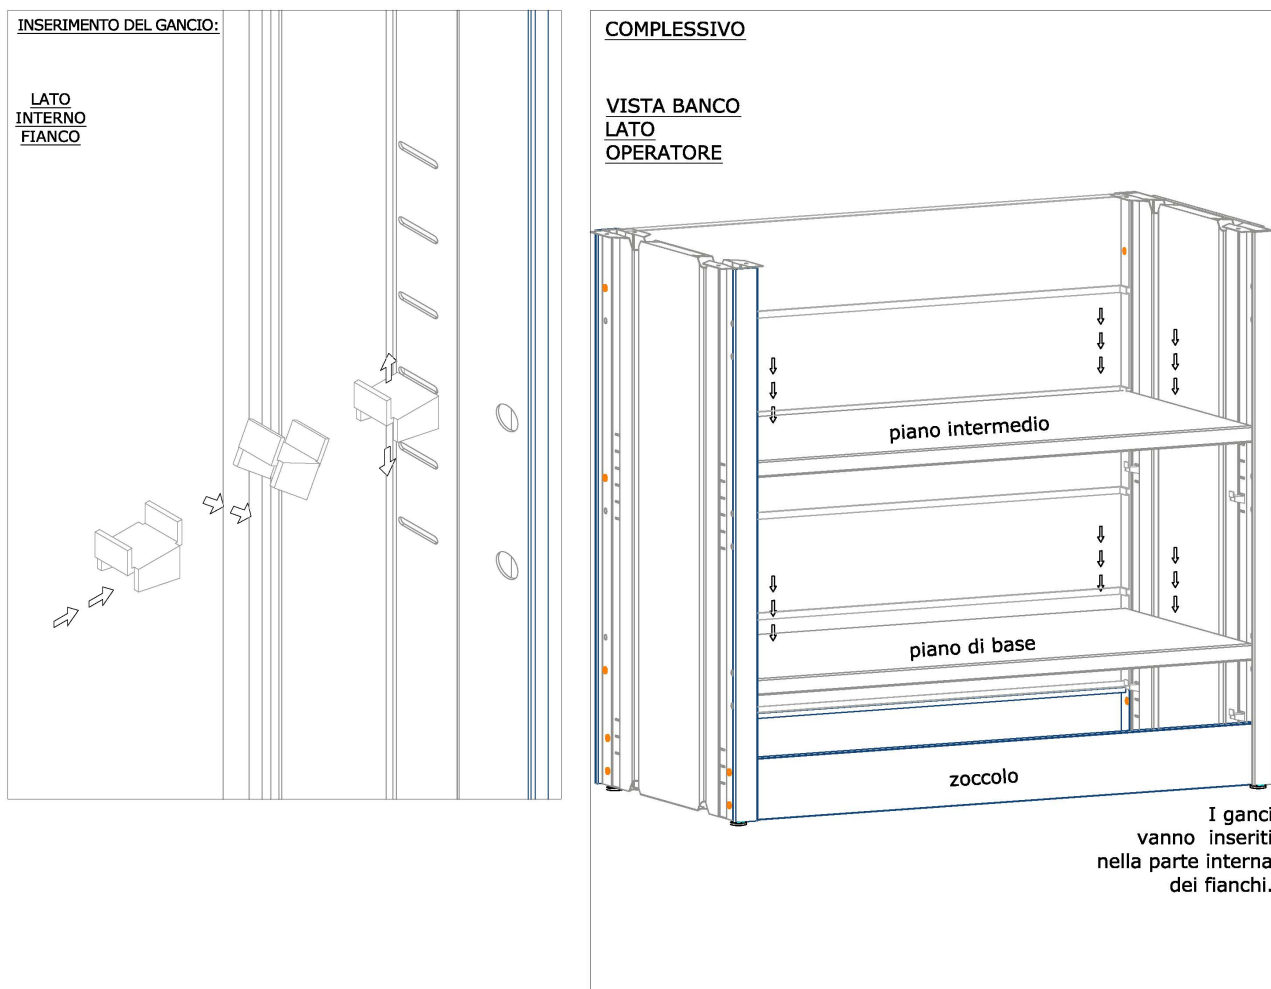 INSERIMENTO DEL GANCIO:
LATO
INTERNO
FIANCO
COMPLESSIVO
VISTA BANCO
LATO
OPERATORE
piano intermedio
piano di base
zoccolo
I ganci
vanno inseriti
nella parte interna
dei fianchi.